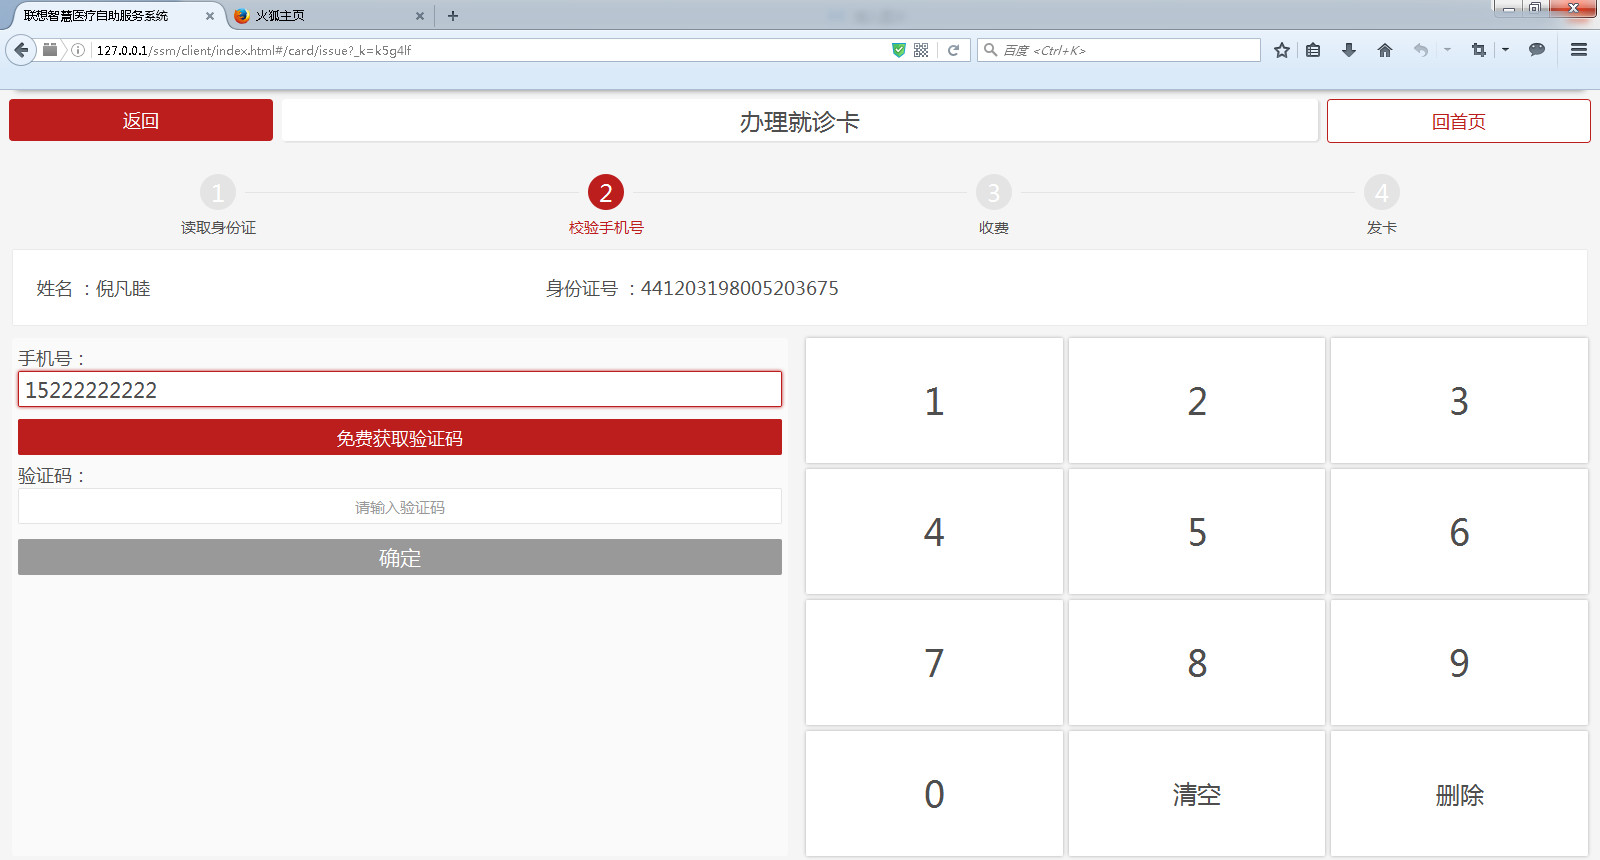 联想智慧医疗自助服务系统
火狐主页
127.0.0.1/ssm/client/index.html#/card/issue?_k=k5g4lf
百度 <Ctrl+K>
返回
办理就诊卡
回首页
1
2
3
4
读取身份证
校验手机号
收费
发卡
姓名 ：倪凡睦
身份证号 ：441203198005203675
手机号：
15222222222
免费获取验证码
验证码：
请输入验证码
确定
1
2
3
4
5
6
7
8
9
0
清空
删除